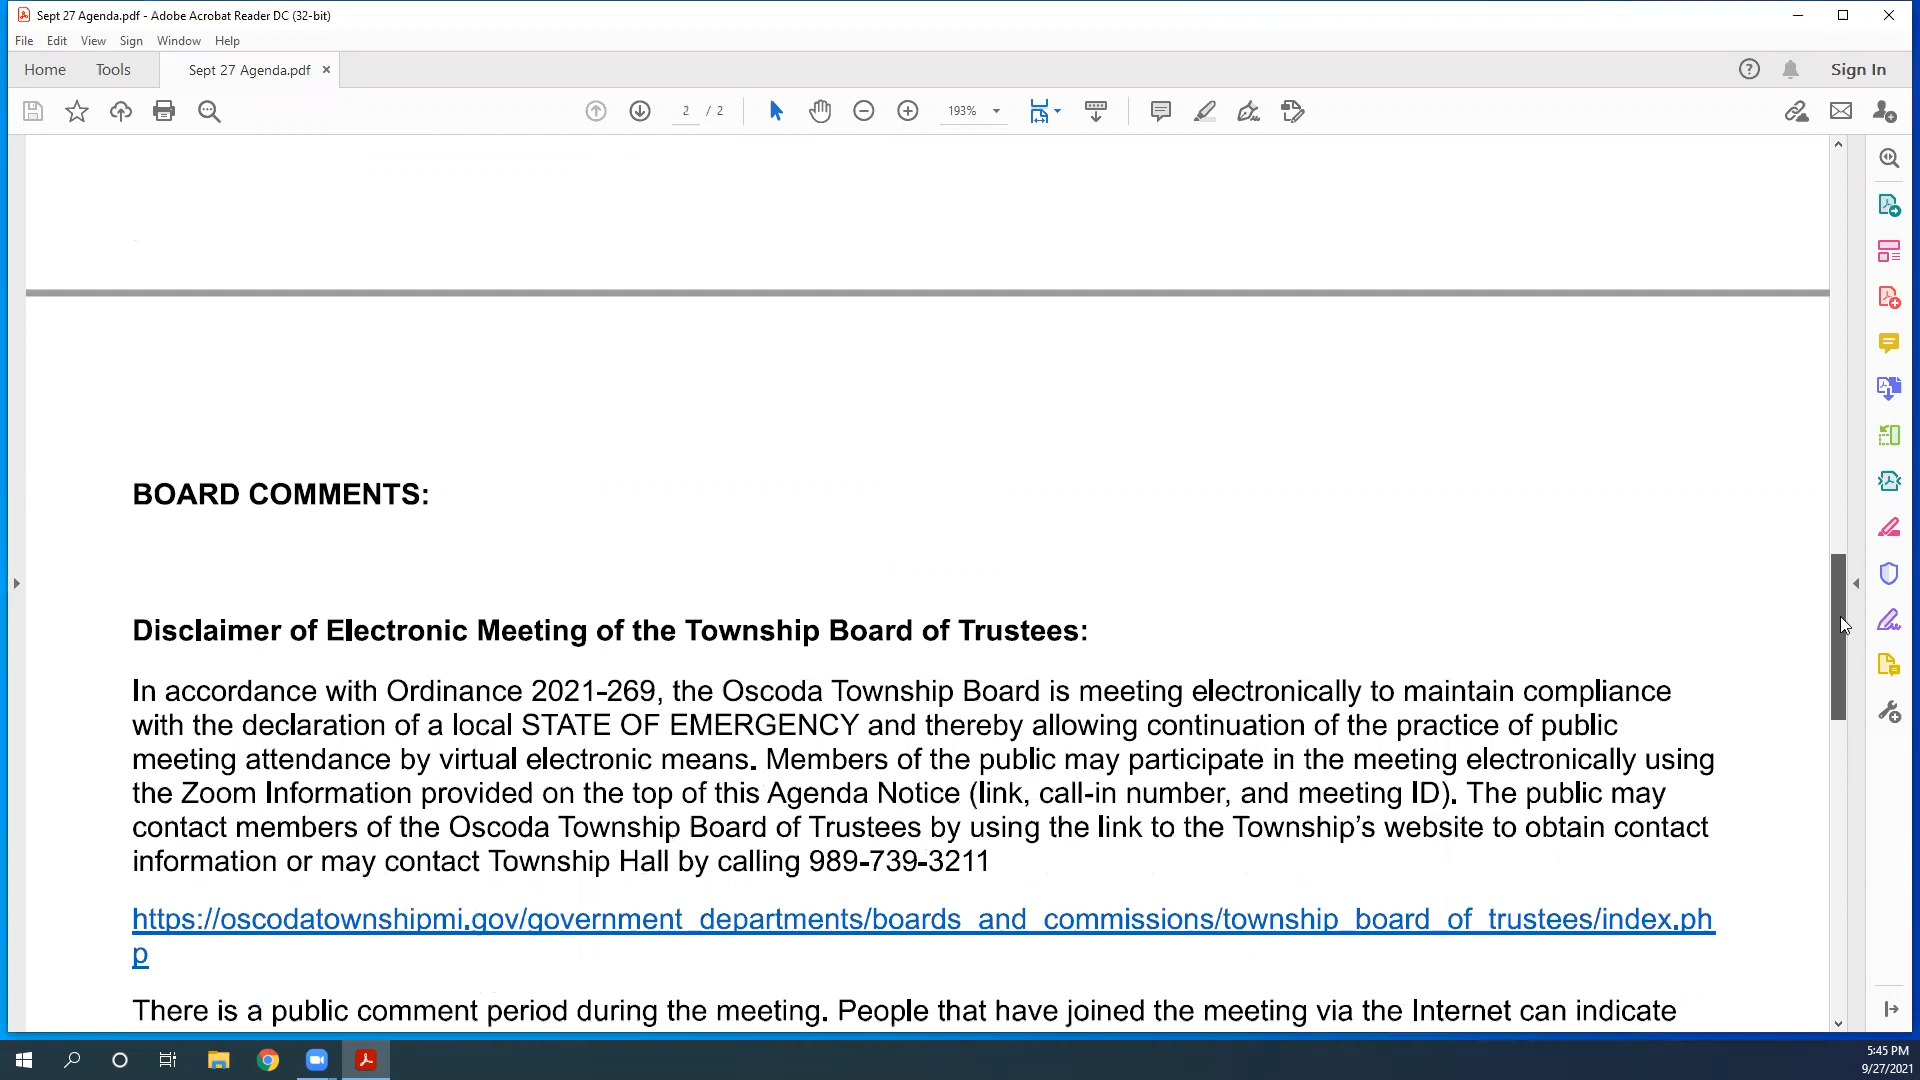 Sept 27 Agenda.pdf - Adobe Acrobat Reader DC (32-bit)
File Edit View Sign Window Help
Home Tools Sept 27 Agenda.pdf × Sign In
2 / 2 193%
BOARD COMMENTS:
Disclaimer of Electronic Meeting of the Township Board of Trustees:
In accordance with Ordinance 2021-269, the Oscoda Township Board is meeting electronically to maintain compliance
with the declaration of a local STATE OF EMERGENCY and thereby allowing continuation of the practice of public
meeting attendance by virtual electronic means. Members of the public may participate in the meeting electronically using
the Zoom Information provided on the top of this Agenda Notice (link, call-in number, and meeting ID). The public may
contact members of the Oscoda Township Board of Trustees by using the link to the Township’s website to obtain contact
information or may contact Township Hall by calling 989-739-3211
https://oscodatownshipmi.gov/government_departments/boards_and_commissions/township_board_of_trustees/index.ph
p
There is a public comment period during the meeting. People that have joined the meeting via the Internet can indicate
5:45 PM
9/27/2021